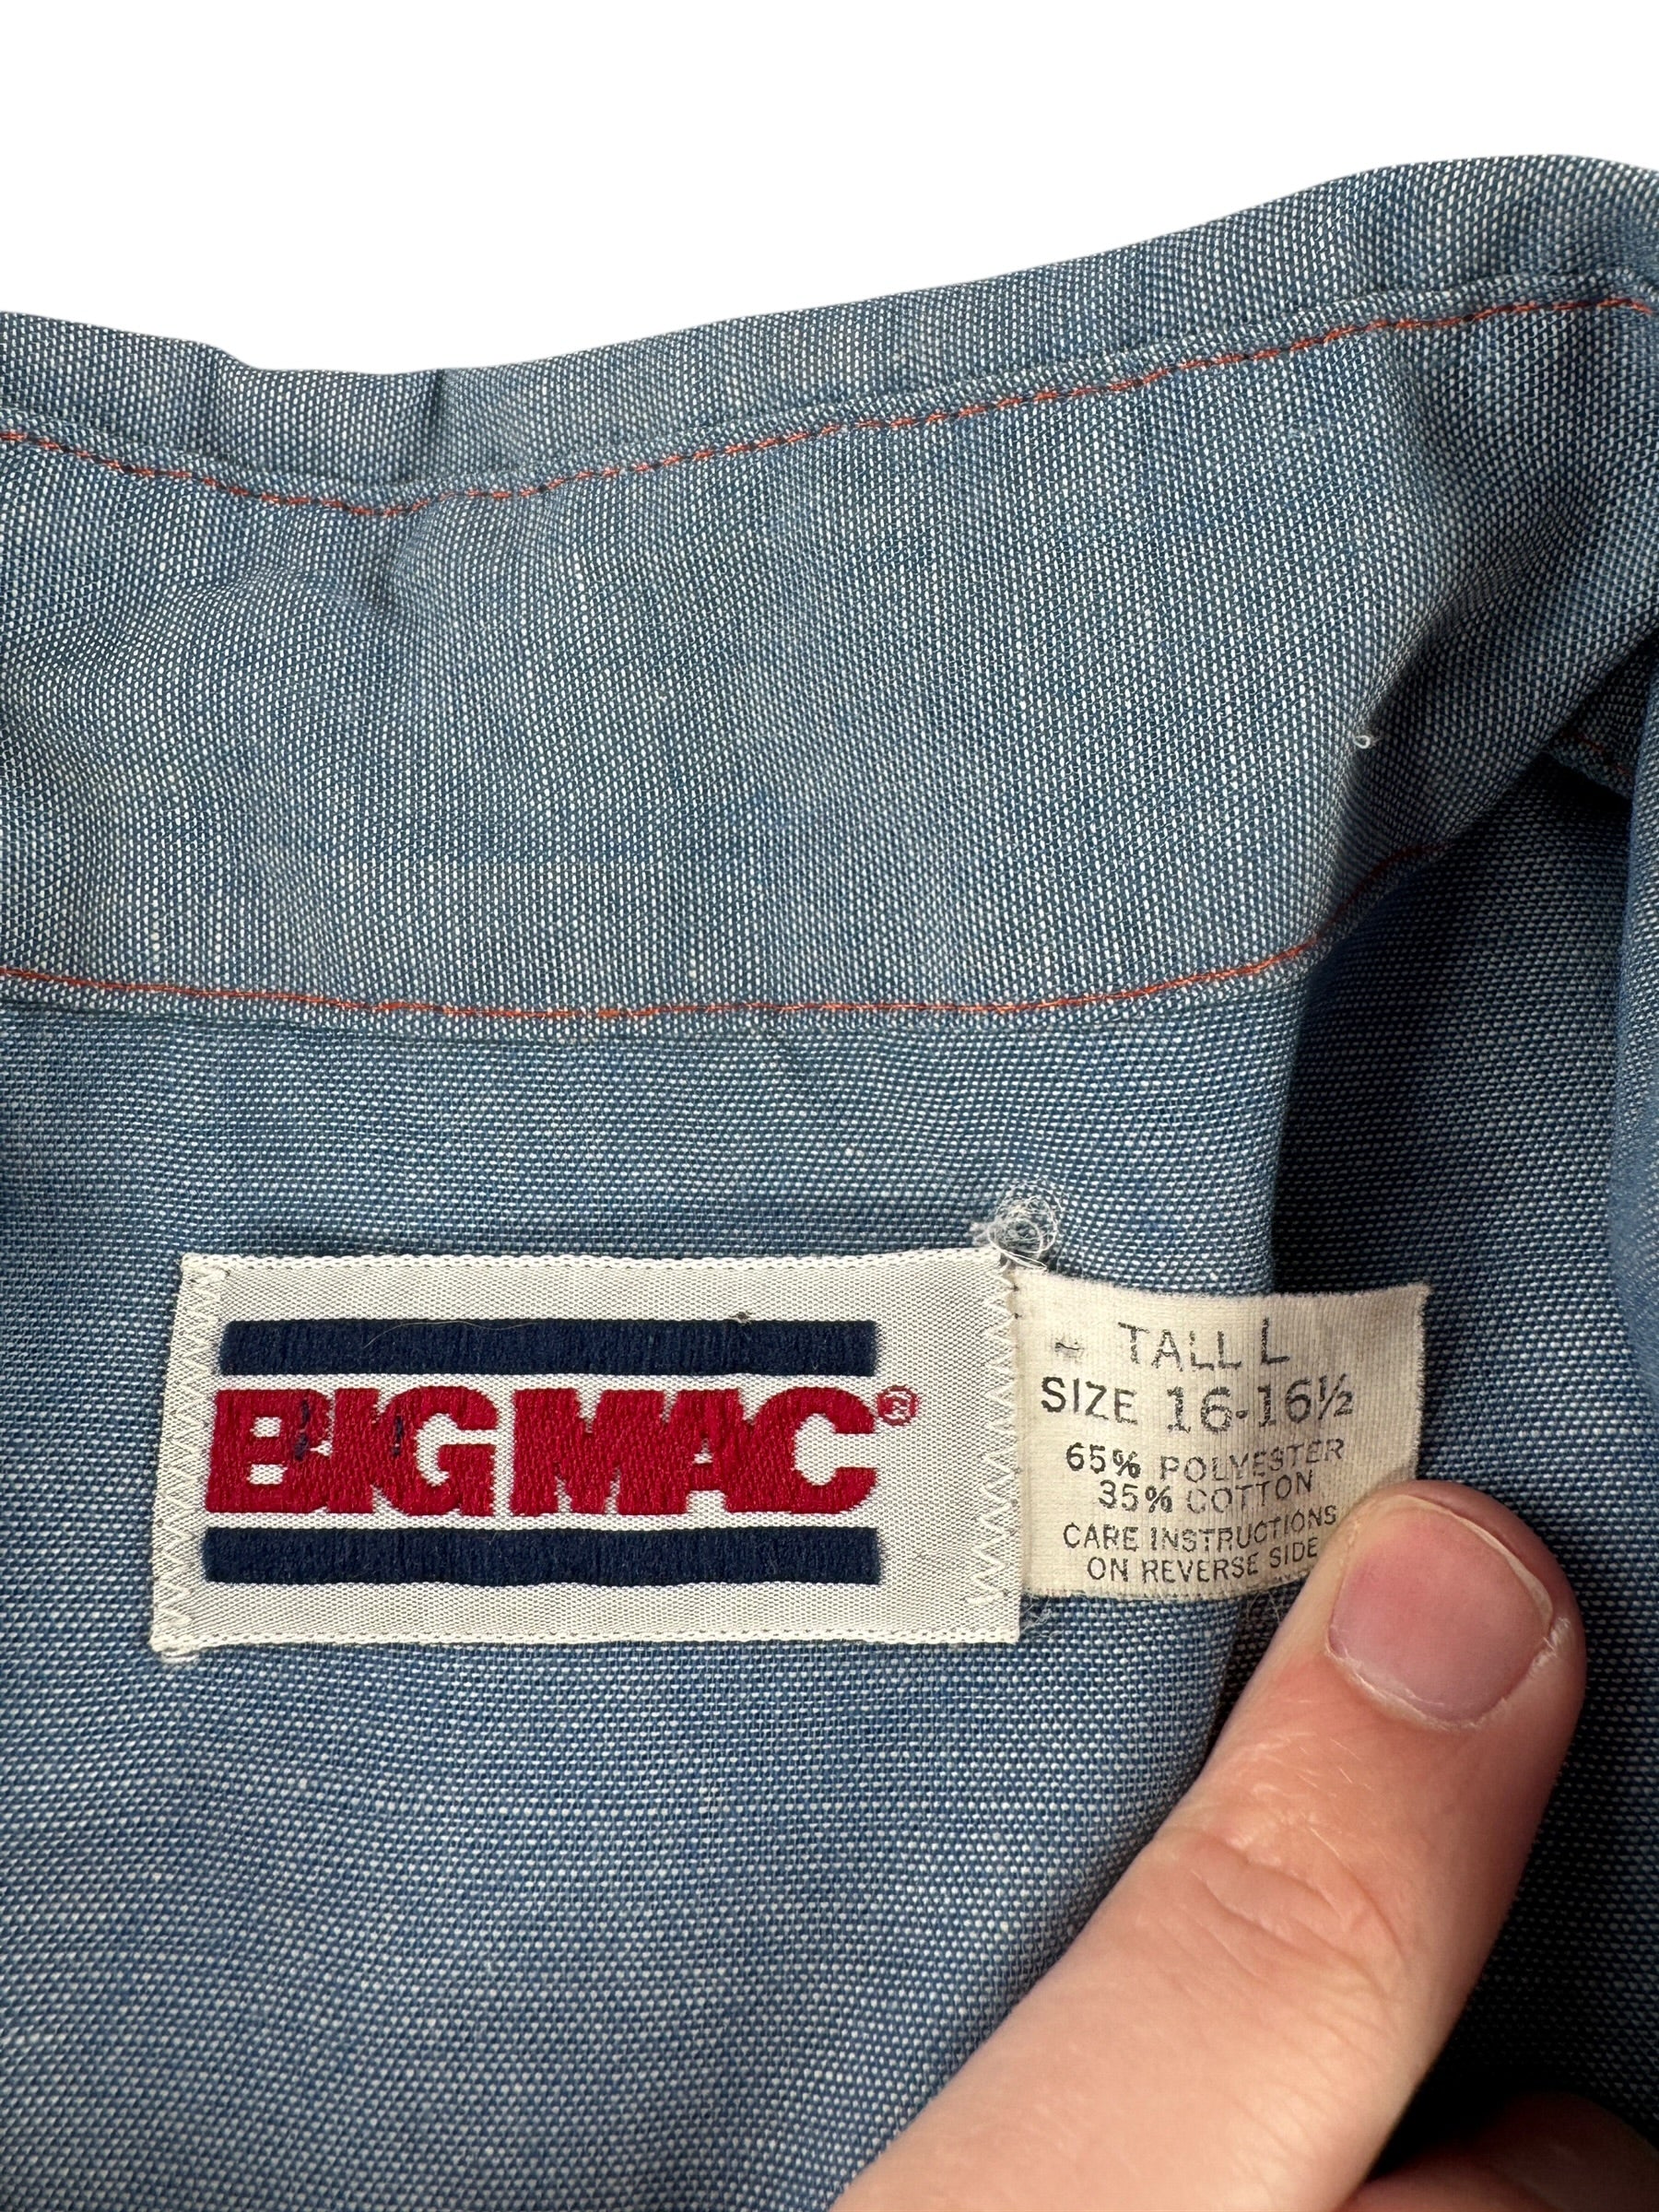 BIG MAC®
TALL L
SIZE 16-16½
65% POLYESTER
35% COTTON
CARE INSTRUCTIONS
ON REVERSE SIDE